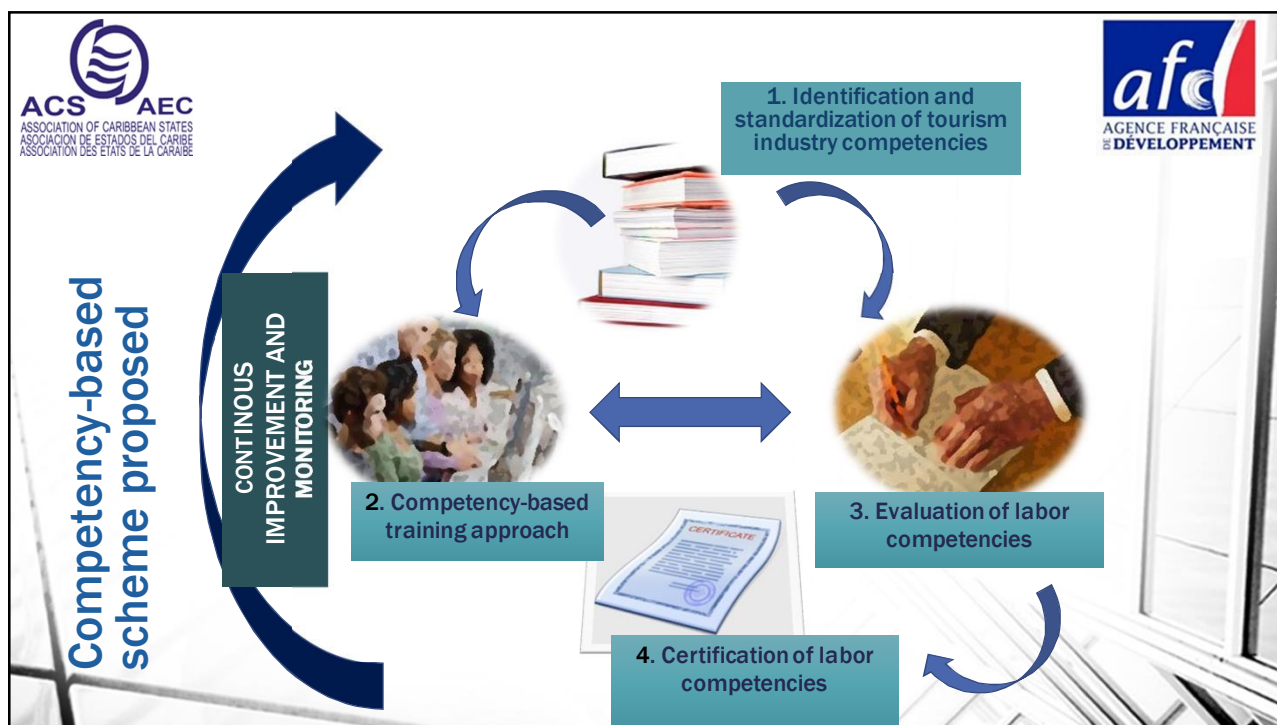 ACS AEC
ASSOCIATION OF CARIBBEAN STATES
ASOCIACION DE ESTADOS DEL CARIBE
ASSOCIATION DES ETATS DE LA CARAIBE
afd
AGENCE FRANÇAISE
DE DÉVELOPPEMENT
Competency-based
scheme proposed
CONTINOUS
IMPROVEMENT AND
MONITORING
1. Identification and
standardization of tourism
industry competencies
2. Competency-based
training approach
3. Evaluation of labor
competencies
CERTIFICATE
4. Certification of labor
competencies